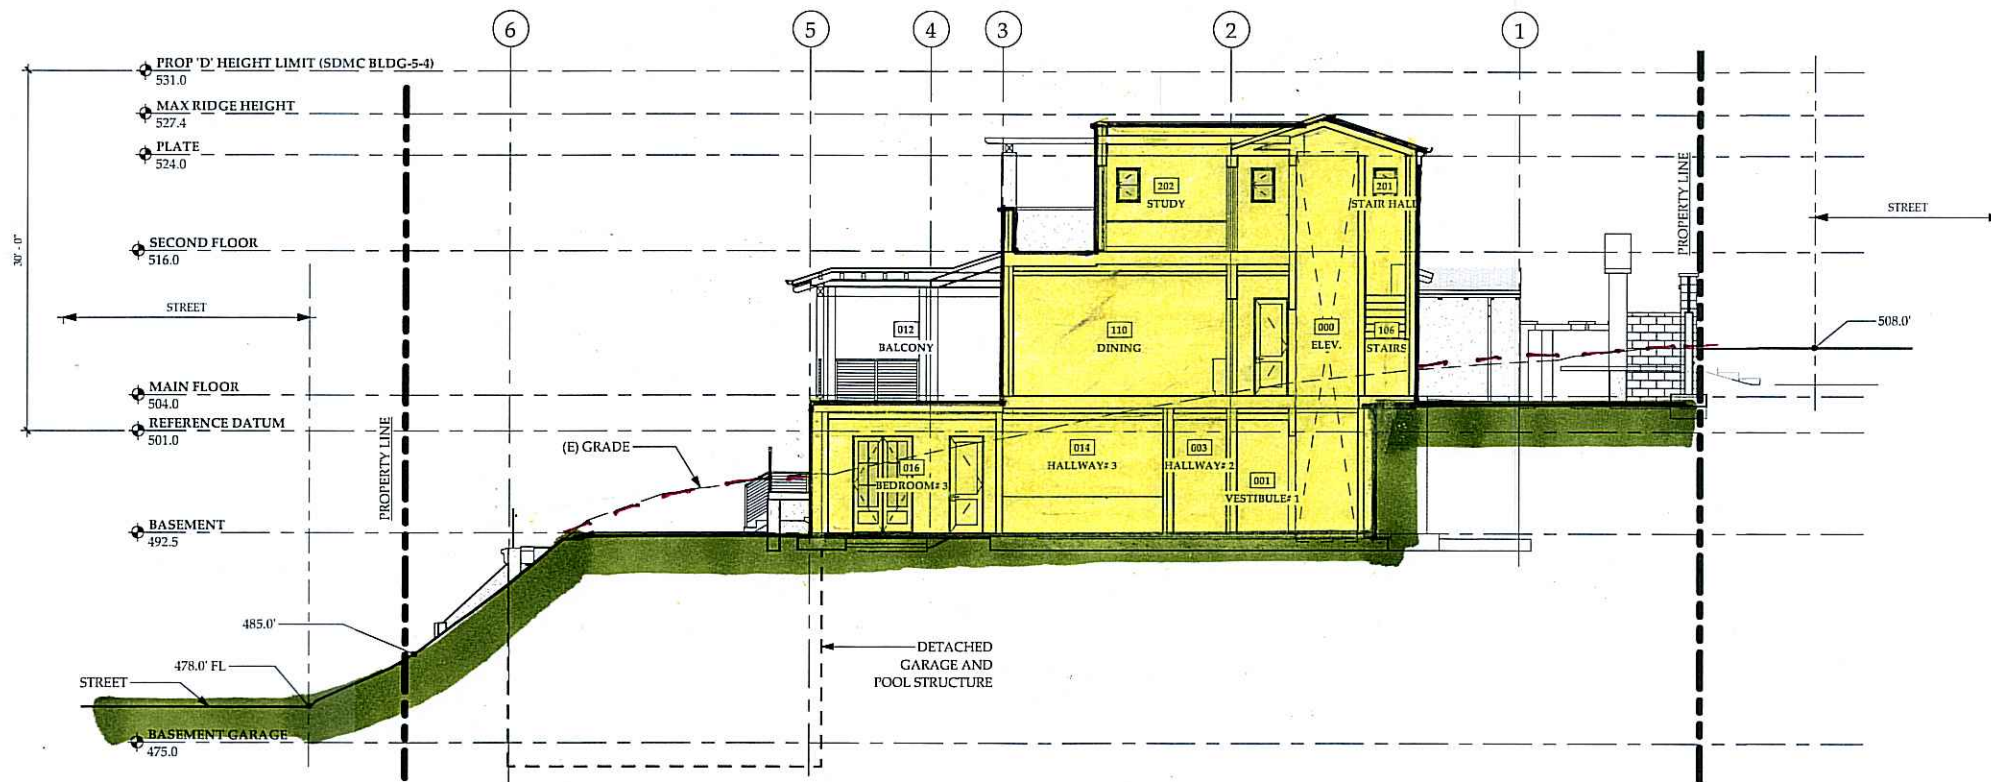 6
5
4
3
2
1
PROP 'D' HEIGHT LIMIT (SDMC BLDG-5-4)
531.0
MAX RIDGE HEIGHT
527.4
PLATE
524.0
30' - 0"
SECOND FLOOR
516.0
STREET
MAIN FLOOR
504.0
REFERENCE DATUM
501.0
PROPERTY LINE
(E) GRADE
BASEMENT
492.5
485.0'
478.0' FL
STREET
BASEMENT GARAGE
475.0
202
STUDY
201
STAIR HALL
012
BALCONY
110
DINING
000
ELEV.
106
STAIRS
016
BEDROOM# 3
014
HALLWAY# 3
003
HALLWAY# 2
001
VESTIBULE# 1
DETACHED
GARAGE AND
POOL STRUCTURE
PROPERTY LINE
STREET
508.0'